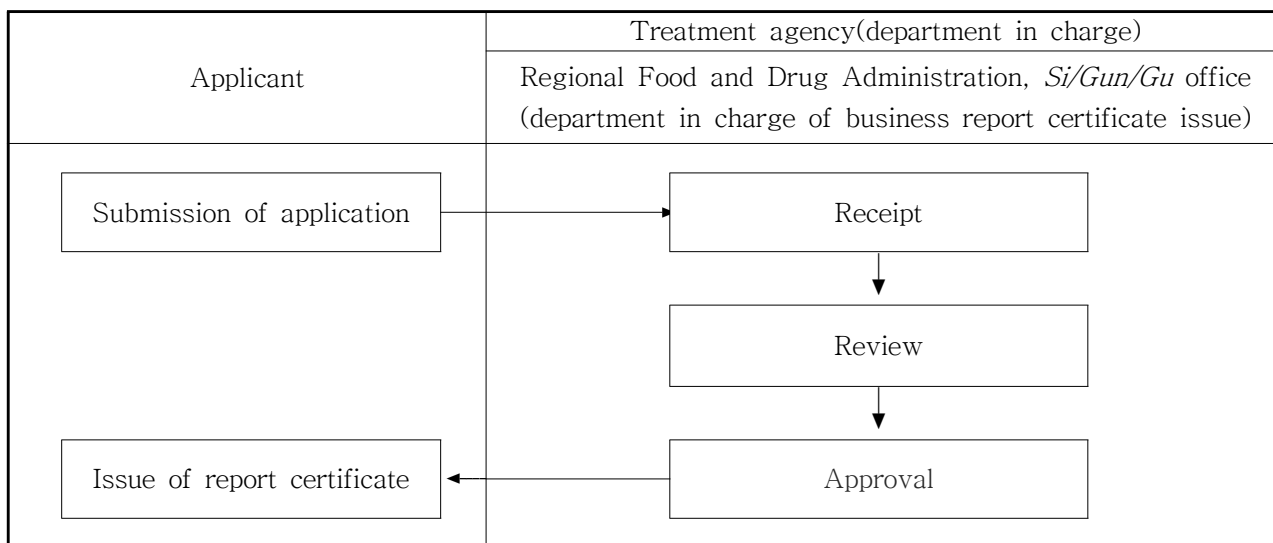 Applicant
Treatment agency(department in charge)
Regional Food and Drug Administration, Si/Gun/Gu office
(department in charge of business report certificate issue)
Submission of application
Receipt
Review
Issue of report certificate
Approval